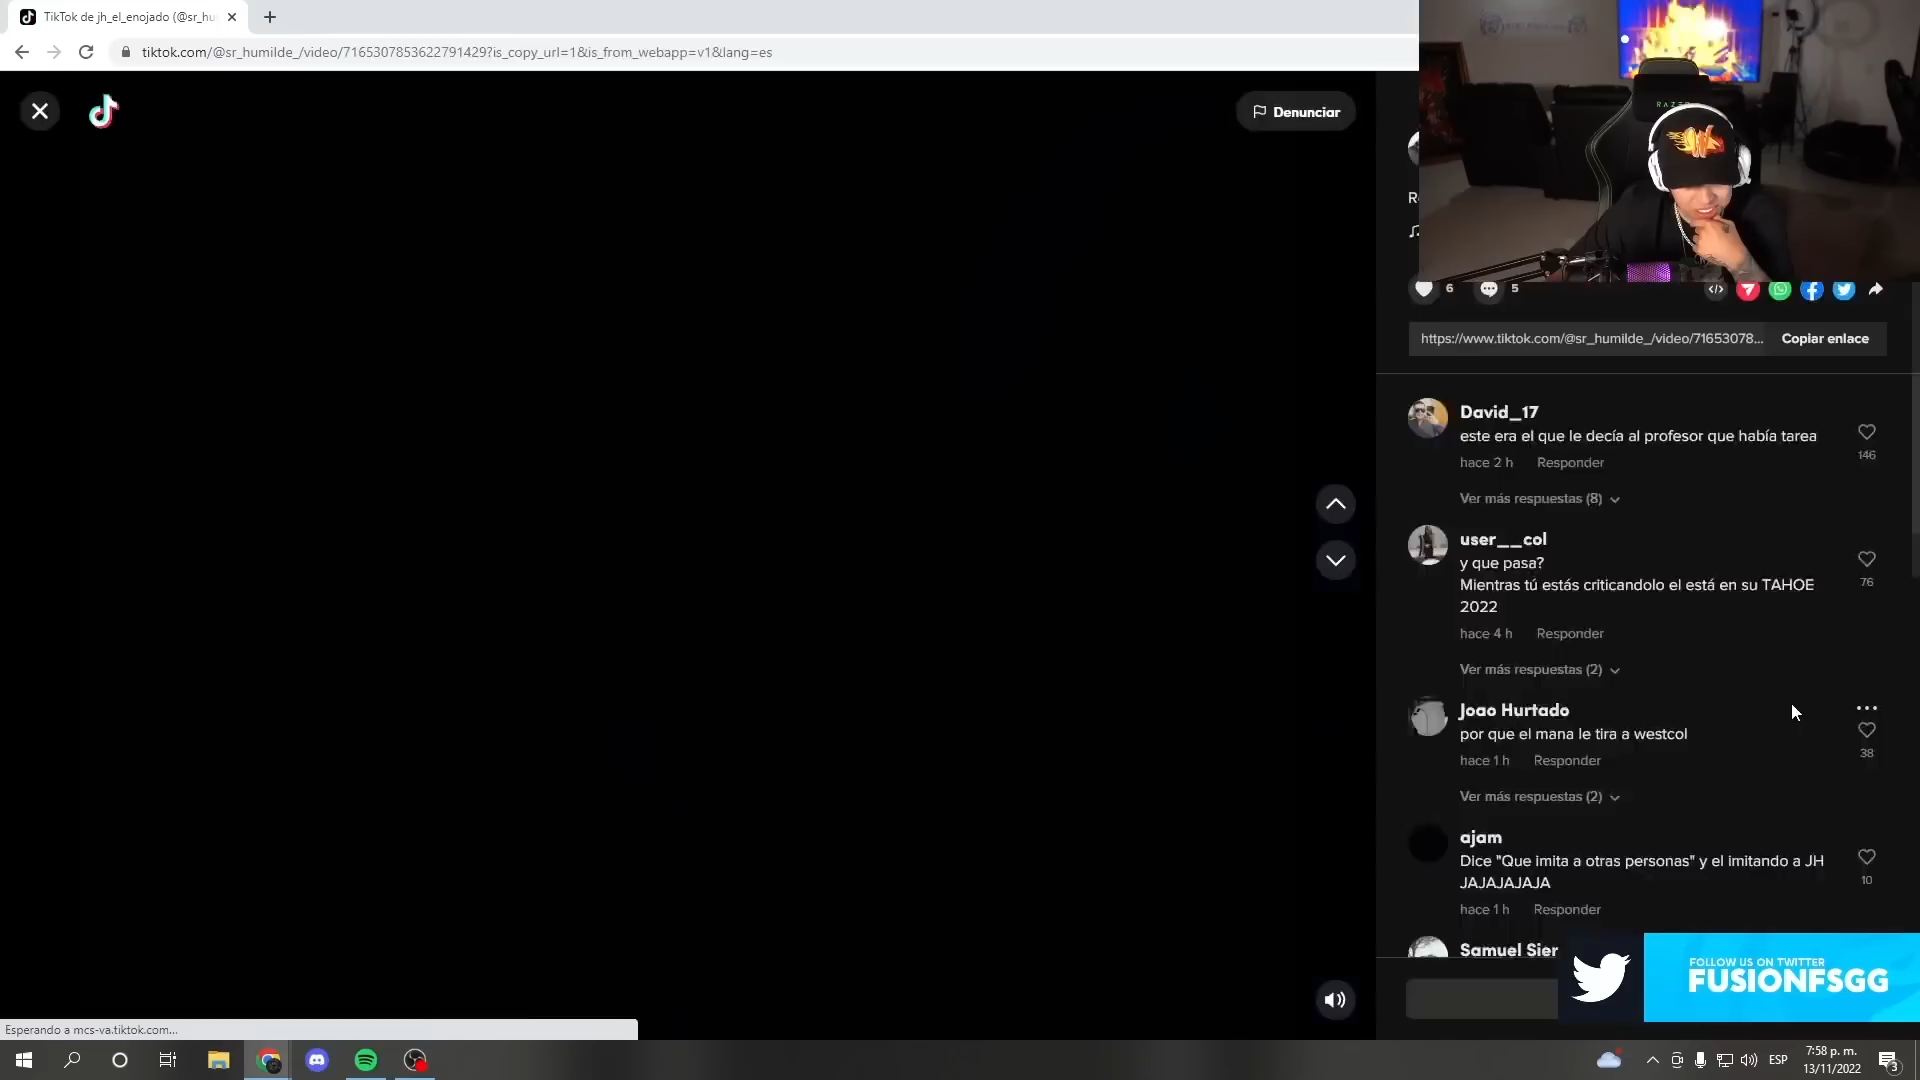 TikTok de jh_el_enojado (@sr_hu
tiktok.com/@sr_humilde_/video/7165307853622791429?is_copy_url=1&is_from_webapp=v1&lang=es
Denunciar
RAZER
6
5
https://www.tiktok.com/@sr_humilde_/video/71653078...
Copiar enlace
David_17
este era el que le decía al profesor que había tarea
146
hace 2 h Responder
Ver más respuestas (8)
user__col
y que pasa?
Mientras tú estás criticandolo el está en su TAHOE
2022
76
hace 4 h Responder
Ver más respuestas (2)
Joao Hurtado
por que el mana le tira a westcol
38
hace 1 h Responder
Ver más respuestas (2)
ajam
Dice "Que imita a otras personas" y el imitando a JH
JAJAJAJAJA
10
hace 1 h Responder
Samuel Sier
FOLLOW US ON TWITTER
FUSIONFSGG
Esperando a mcs-va.tiktok.com...
ESP
7:58 p. m.
13/11/2022
3